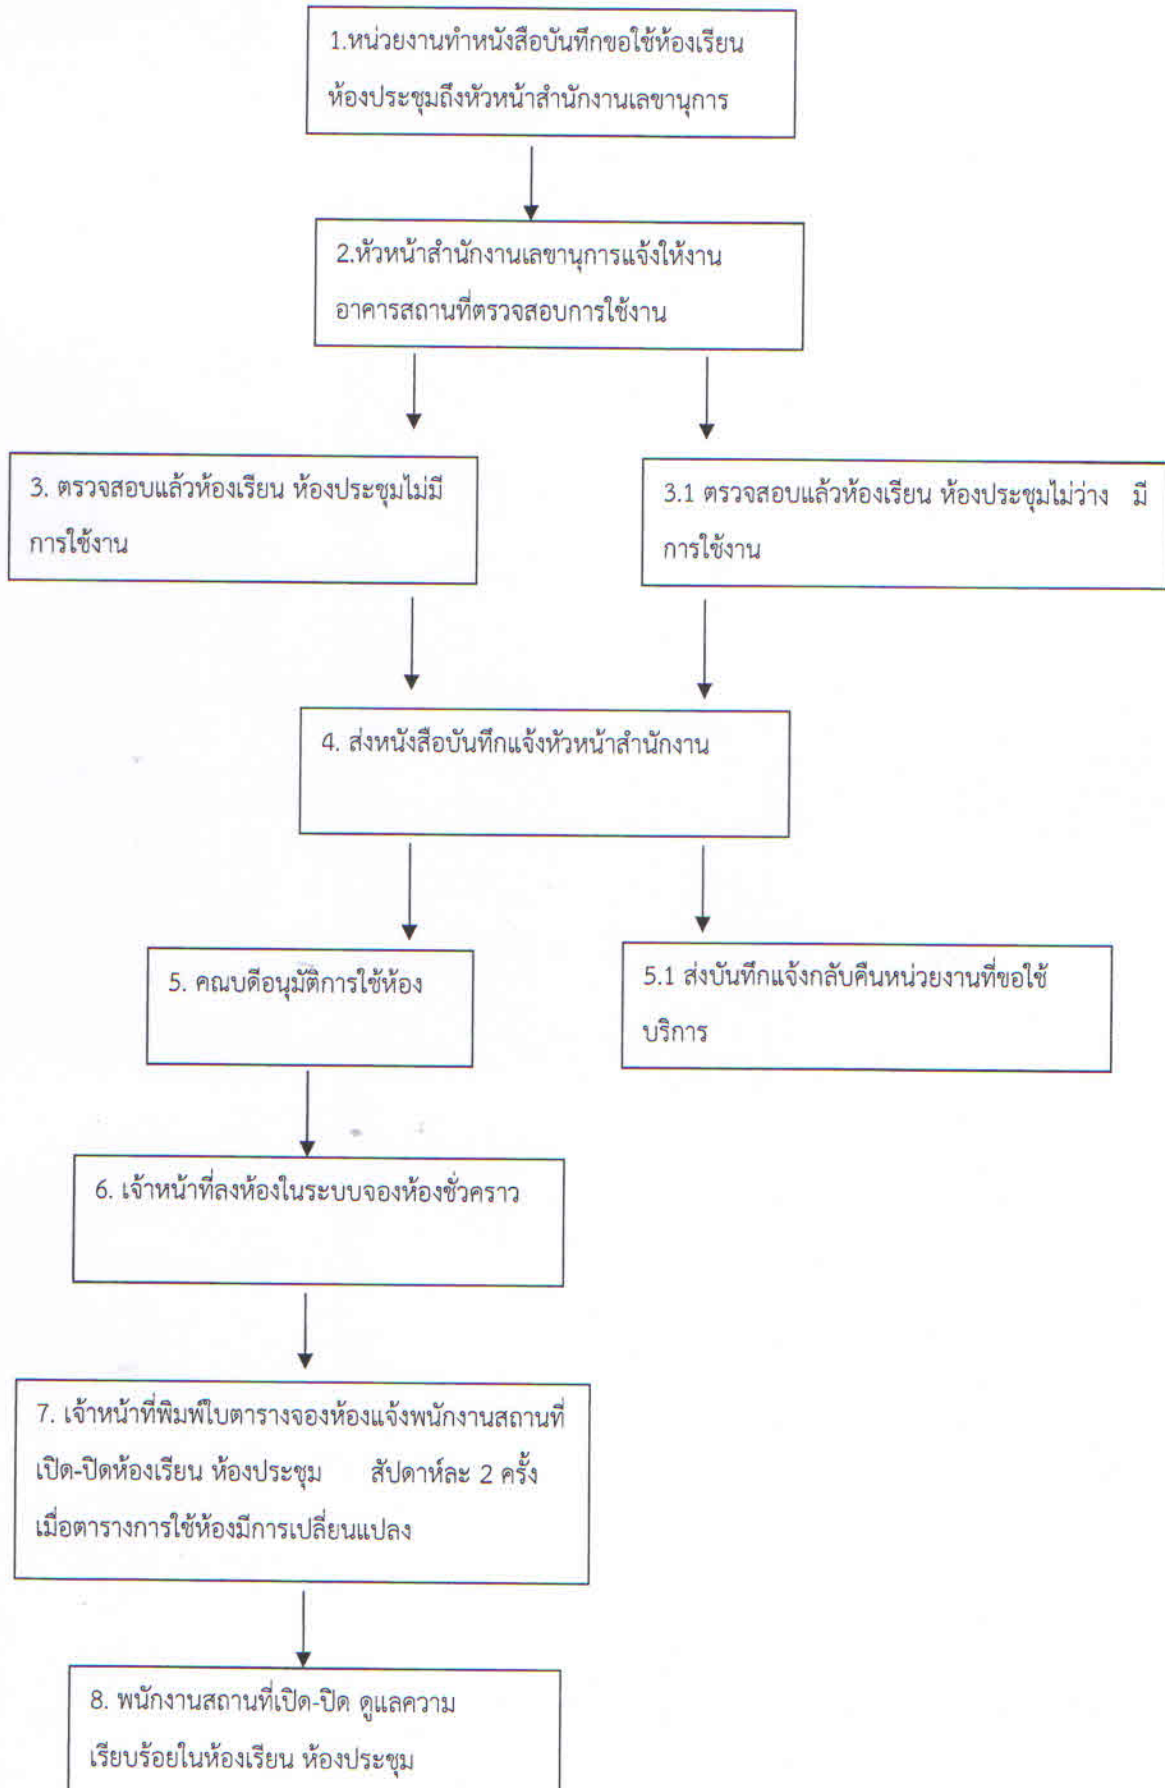 1.หน่วยงานทำหนังสือบันทึกขอใช้ห้องเรียน
ห้องประชุมถึงหัวหน้าสำนักงานเลขานุการ
2.หัวหน้าสำนักงานเลขานุการแจ้งให้งาน
อาคารสถานที่ตรวจสอบการใช้งาน
3. ตรวจสอบแล้วห้องเรียน ห้องประชุมไม่มี
การใช้งาน
3.1 ตรวจสอบแล้วห้องเรียน ห้องประชุมไม่ว่าง มี
การใช้งาน
4. ส่งหนังสือบันทึกแจ้งหัวหน้าสำนักงาน
5. คณบดีอนุมัติการใช้ห้อง
5.1 ส่งบันทึกแจ้งกลับคืนหน่วยงานที่ขอใช้
บริการ
6. เจ้าหน้าที่ลงห้องในระบบจองห้องชั่วคราว
7. เจ้าหน้าที่พิมพ์ใบตารางจองห้องแจ้งพนักงานสถานที่
เปิด-ปิดห้องเรียน ห้องประชุม สัปดาห์ละ 2 ครั้ง
เมื่อตารางการใช้ห้องมีการเปลี่ยนแปลง
8. พนักงานสถานที่เปิด-ปิด ดูแลความ
เรียบร้อยในห้องเรียน ห้องประชุม